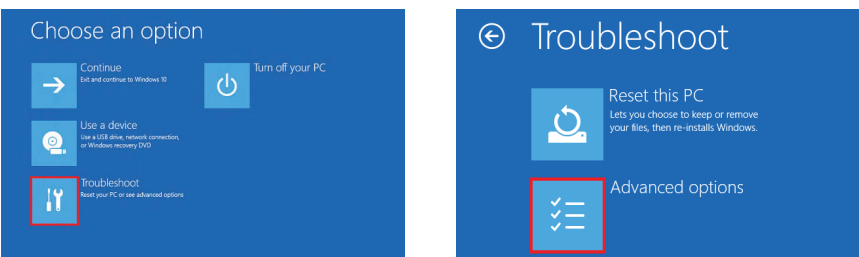 Choose an option
Continue
Exit and continue to Windows 10
Turn off your PC
Use a device
Use a USB drive, network connection,
or Windows recovery DVD
Troubleshoot
Reset your PC or see advanced options
Troubleshoot
Reset this PC
Lets you choose to keep or remove
your files, then re-installs Windows.
Advanced options